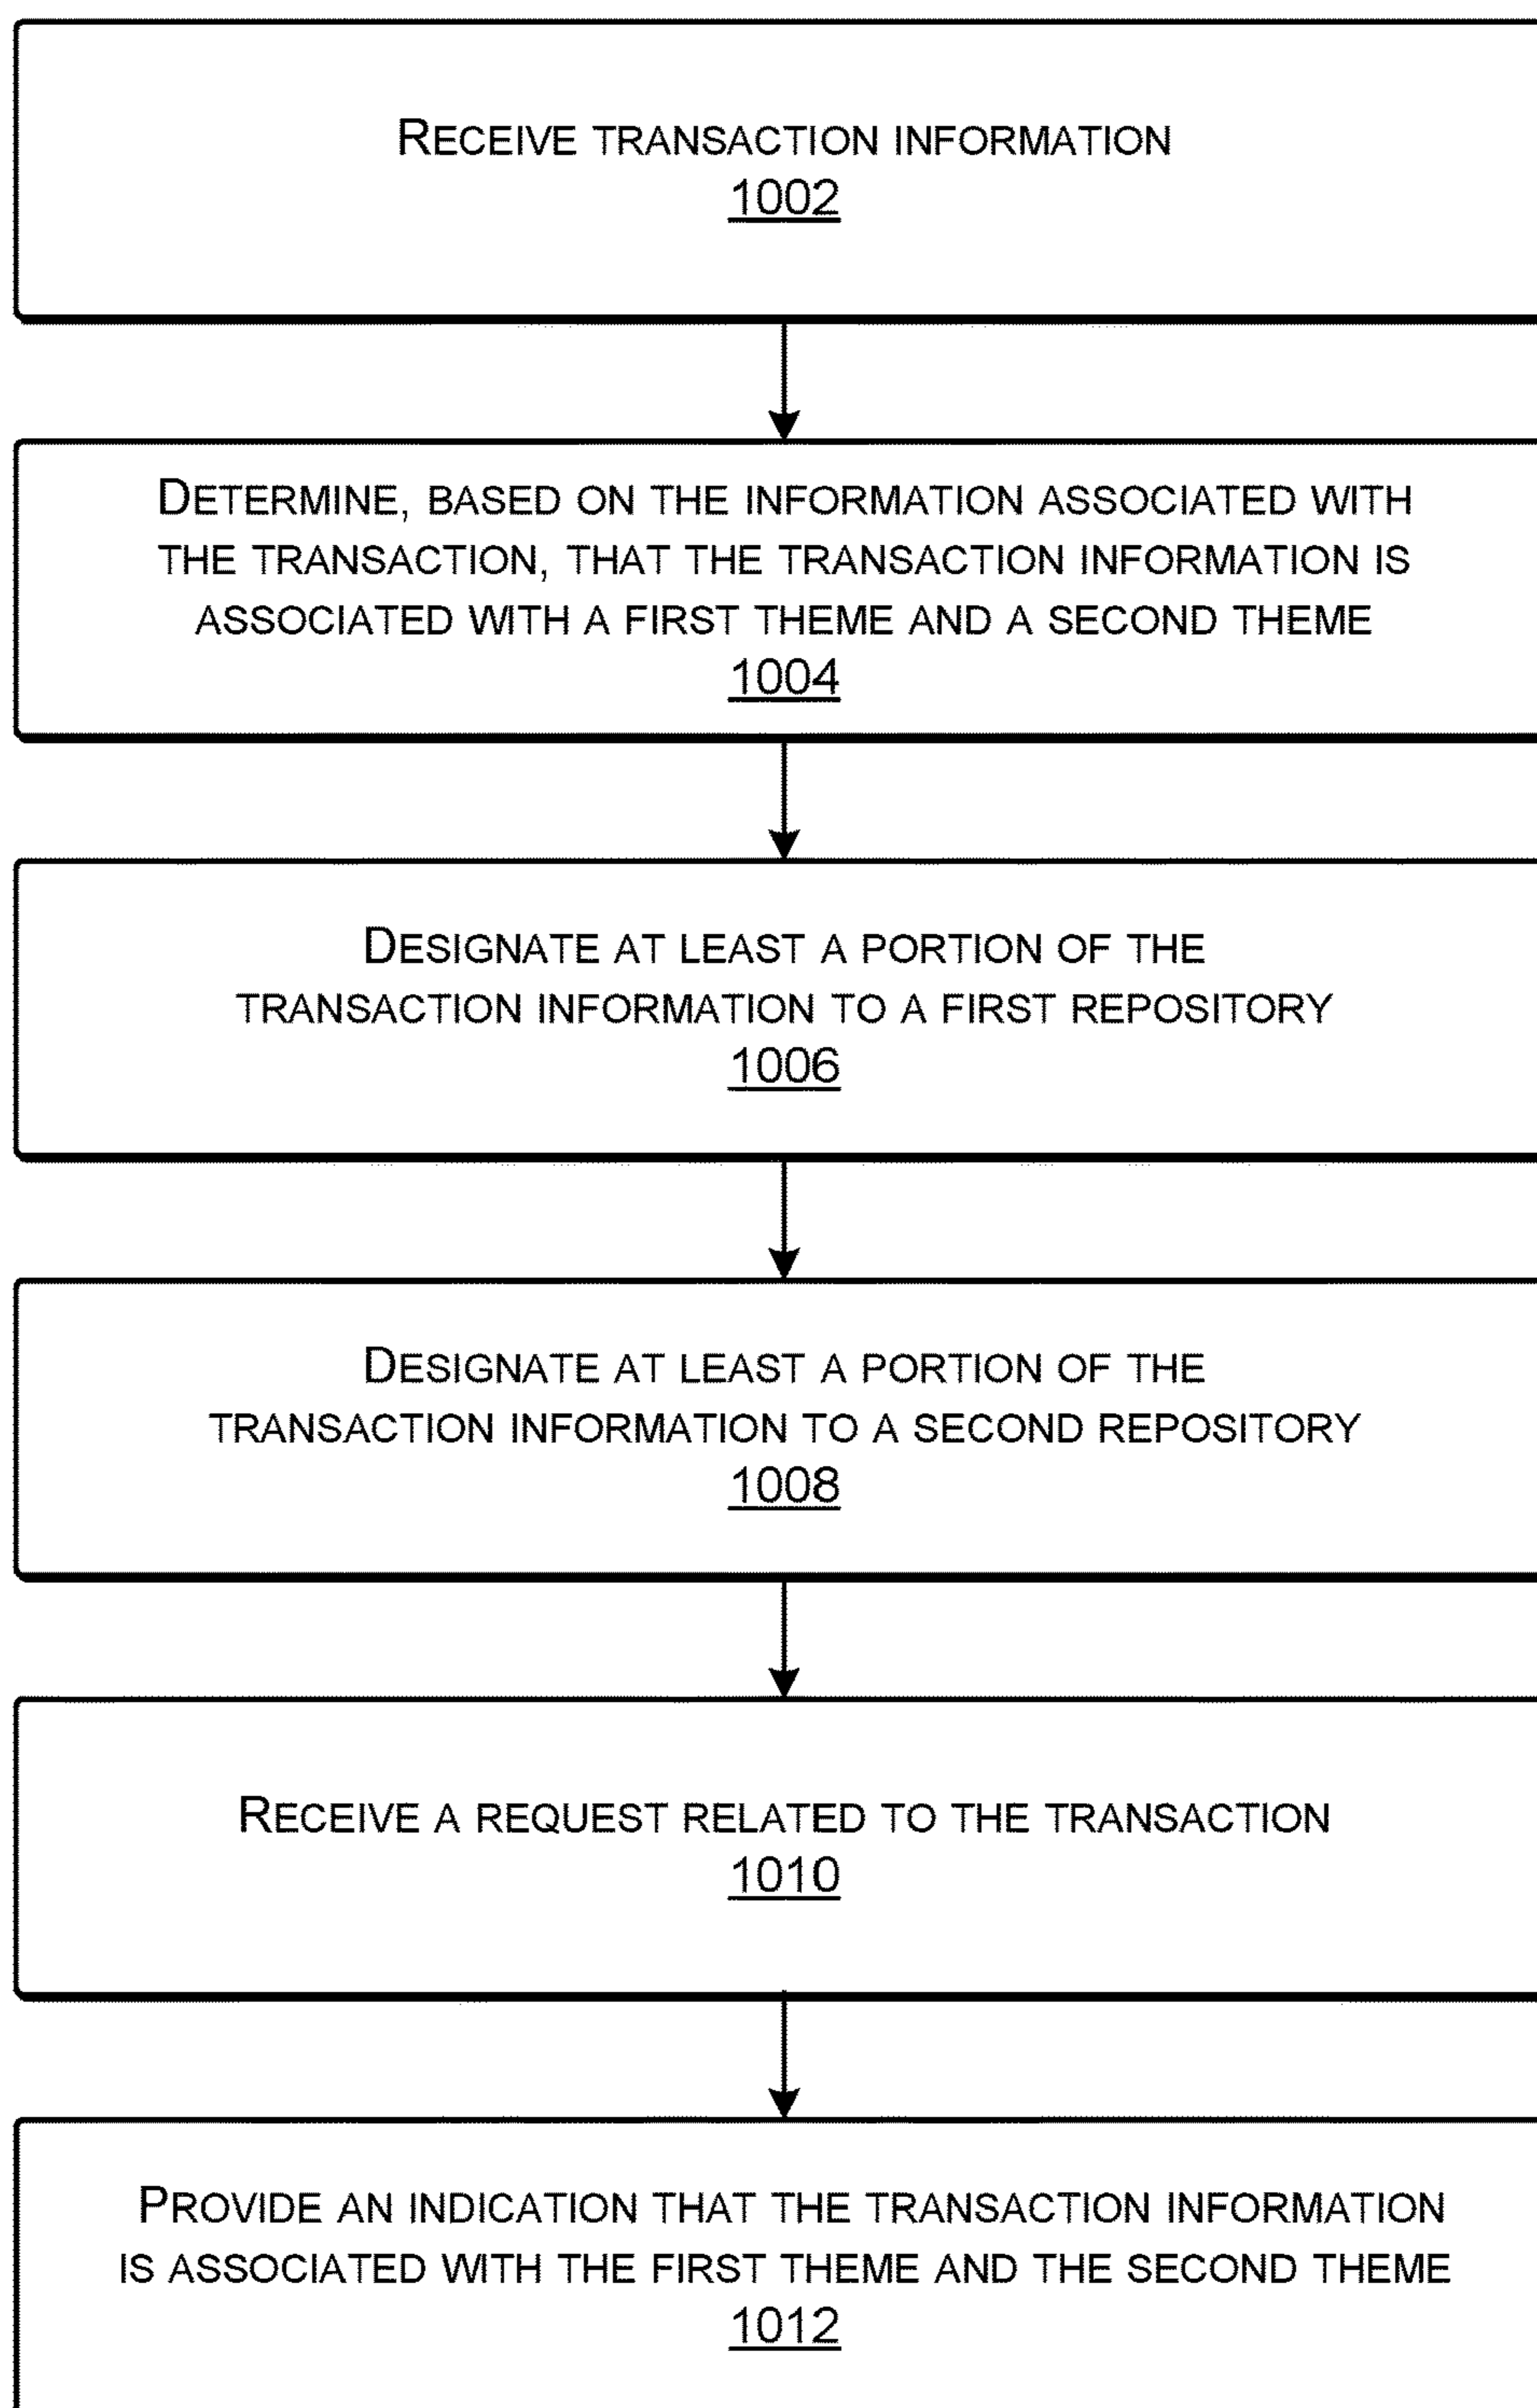 RECEIVE TRANSACTION INFORMATION
1002
DETERMINE, BASED ON THE INFORMATION ASSOCIATED WITH
THE TRANSACTION, THAT THE TRANSACTION INFORMATION IS
ASSOCIATED WITH A FIRST THEME AND A SECOND THEME
1004
DESIGNATE AT LEAST A PORTION OF THE
TRANSACTION INFORMATION TO A FIRST REPOSITORY
1006
DESIGNATE AT LEAST A PORTION OF THE
TRANSACTION INFORMATION TO A SECOND REPOSITORY
1008
RECEIVE A REQUEST RELATED TO THE TRANSACTION
1010
PROVIDE AN INDICATION THAT THE TRANSACTION INFORMATION
IS ASSOCIATED WITH THE FIRST THEME AND THE SECOND THEME
1012